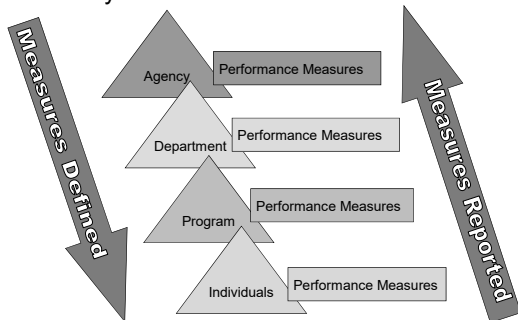 Measures Defined
Agency
Performance Measures
Department
Performance Measures
Program
Performance Measures
Individuals
Performance Measures
Measures Reported